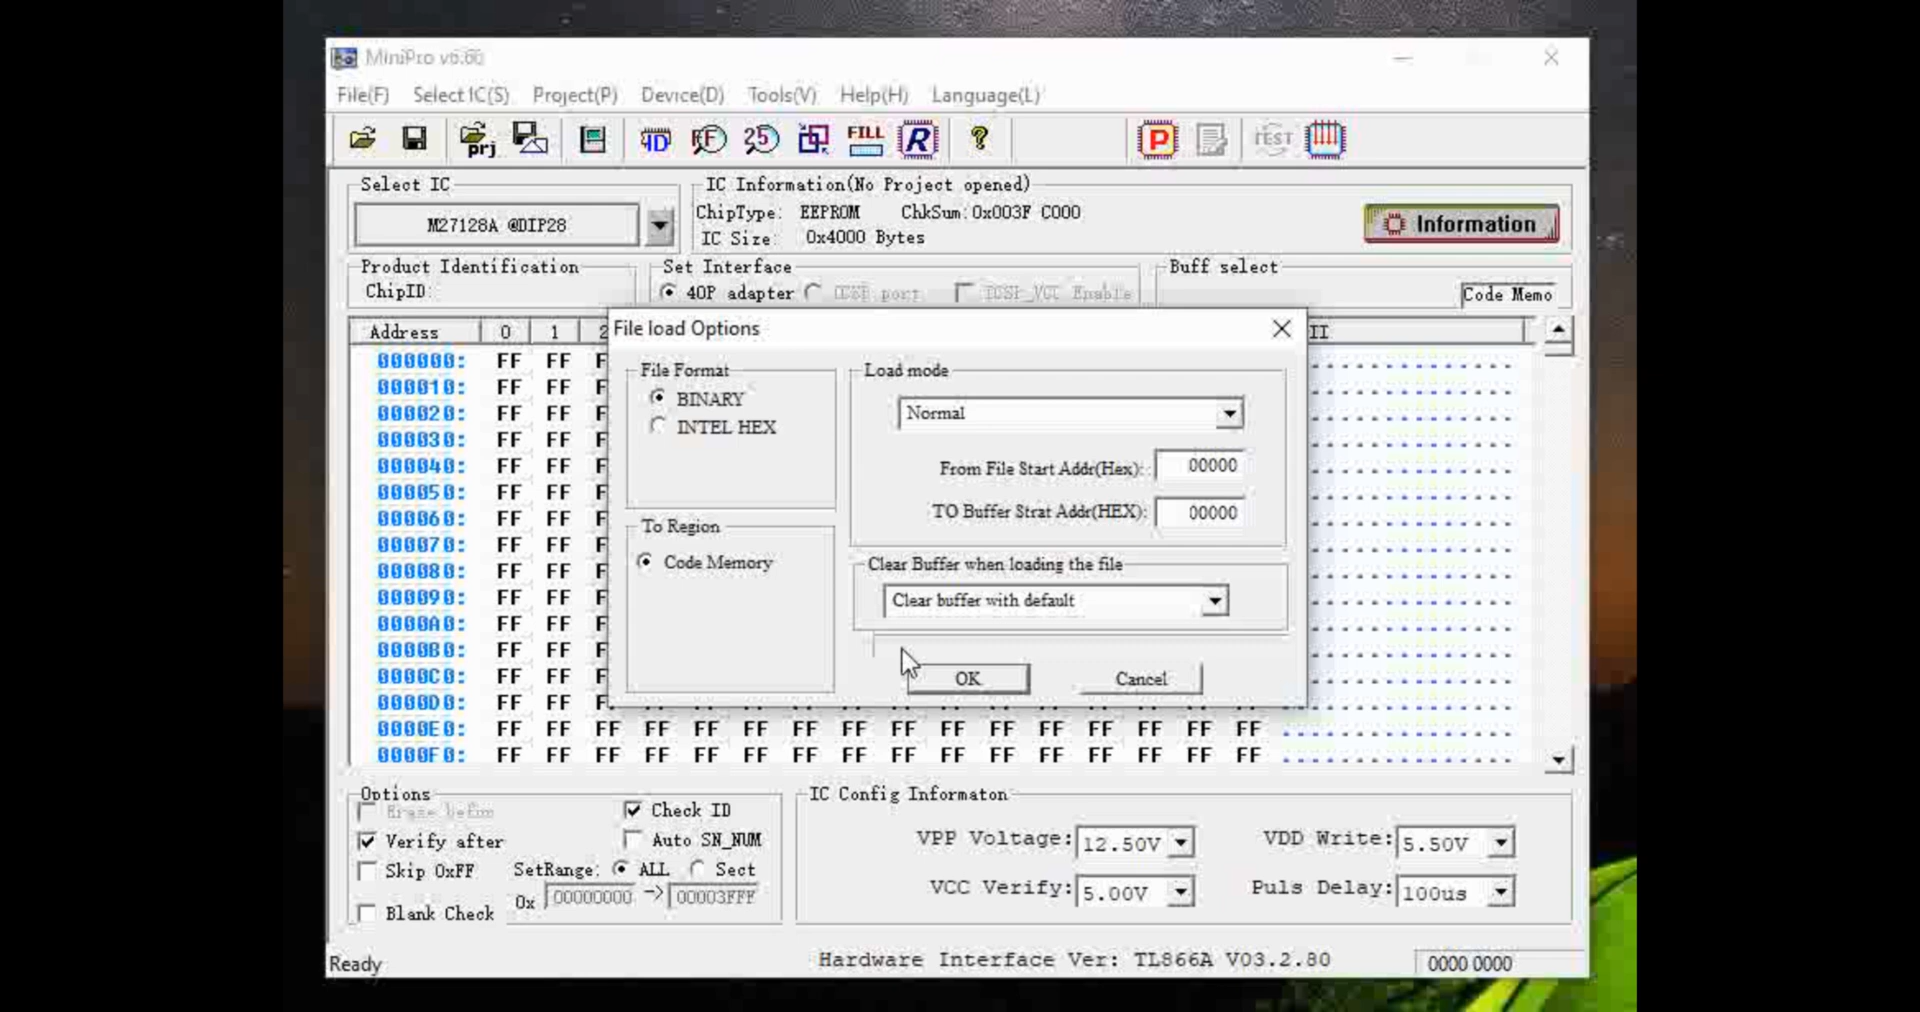 MiniPro v6.60
File(F) Select IC(S) Project(P) Device(D) Tools(V) Help(H) Language(L)
prj FILL R ? P TEST
Select IC
M27128A @DIP28
IC Information(No Project opened)
ChipType: EEPROM ChkSum:0x003F C000
IC Size: 0x4000 Bytes
Information
Product Identification
ChipID:
Set Interface
40P adapter ICSP port ICSP_VCC Enable
Buff select
Code Memo
Address 0 1 2
File load Options
File Format
BINARY
INTEL HEX
To Region
Code Memory
Load mode
Normal
From File Start Addr(Hex): 00000
TO Buffer Strat Addr(HEX): 00000
Clear Buffer when loading the file
Clear buffer with default
OK Cancel
000000: FF FF F
000010: FF FF F
000020: FF FF F
000030: FF FF F
000040: FF FF F
000050: FF FF F
000060: FF FF F
000070: FF FF F
000080: FF FF F
000090: FF FF F
0000A0: FF FF F
0000B0: FF FF F
0000C0: FF FF F
0000D0: FF FF F
0000E0: FF FF FF FF FF FF FF FF FF FF FF FF FF FF FF FF
0000F0: FF FF FF FF FF FF FF FF FF FF FF FF FF FF FF FF
Options
Erase befor
Check ID
Verify after
Auto SN_NUM
Skip 0xFF
SetRange: ALL Sect
0x 00000000 -> 00003FFF
Blank Check
IC Config Informaton
VPP Voltage: 12.50V
VDD Write: 5.50V
VCC Verify: 5.00V
Puls Delay: 100us
Ready
Hardware Interface Ver: TL866A V03.2.80
0000 0000